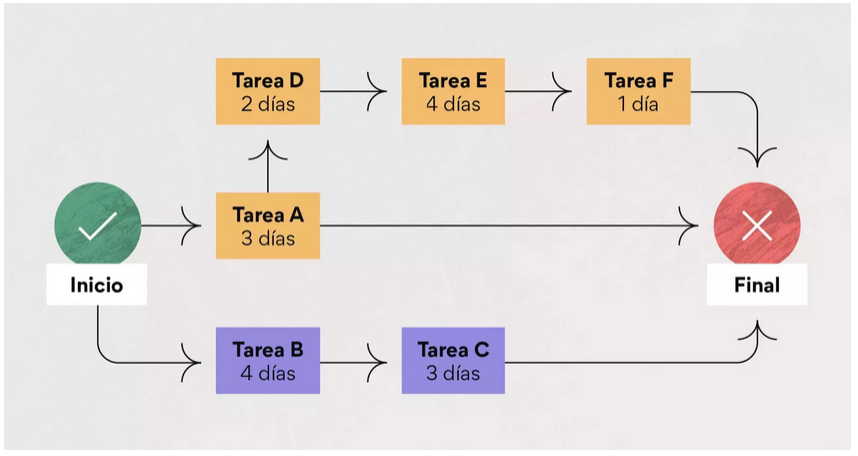 Tarea D
2 días
Tarea E
4 días
Tarea F
1 día
Tarea A
3 días
Inicio
Final
Tarea B
4 días
Tarea C
3 días